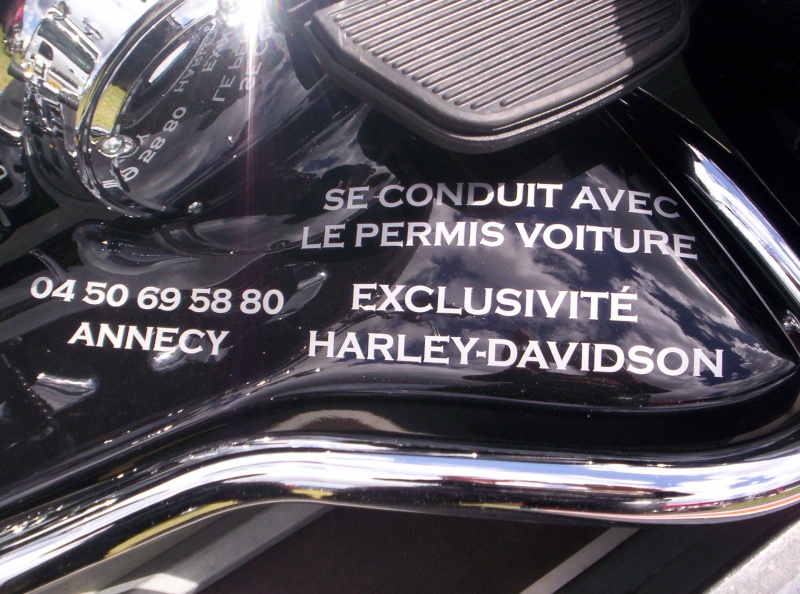 SE CONDUIT AVEC
LE PERMIS VOITURE
04 50 69 58 80
ANNECY
EXCLUSIVITÉ
HARLEY-DAVIDSON